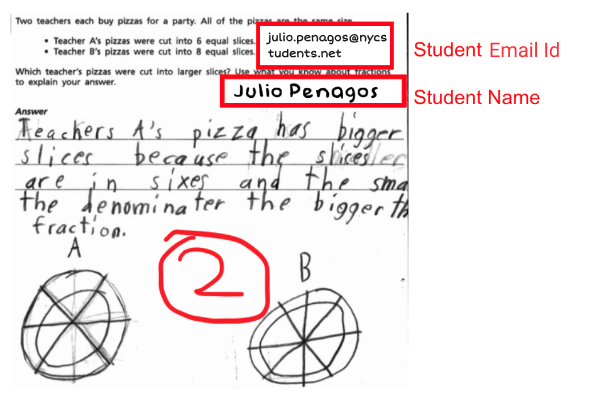 Two teachers each buy pizzas for a party. All of the pizzas are the same size.
• Teacher A's pizzas were cut into 6 equal slices.
• Teacher B's pizzas were cut into 8 equal slices.
julio.penagos@nycs
tudents.net
Student Email Id
Which teacher's pizzas were cut into larger slices? Use what you know about fractions
to explain your answer.
Julio Penagos
Student Name
Answer
Teachers A's pizza has bigger
slices because the slices
are in sixes and the sma
the denominater the bigger th
fraction.
A
2
B